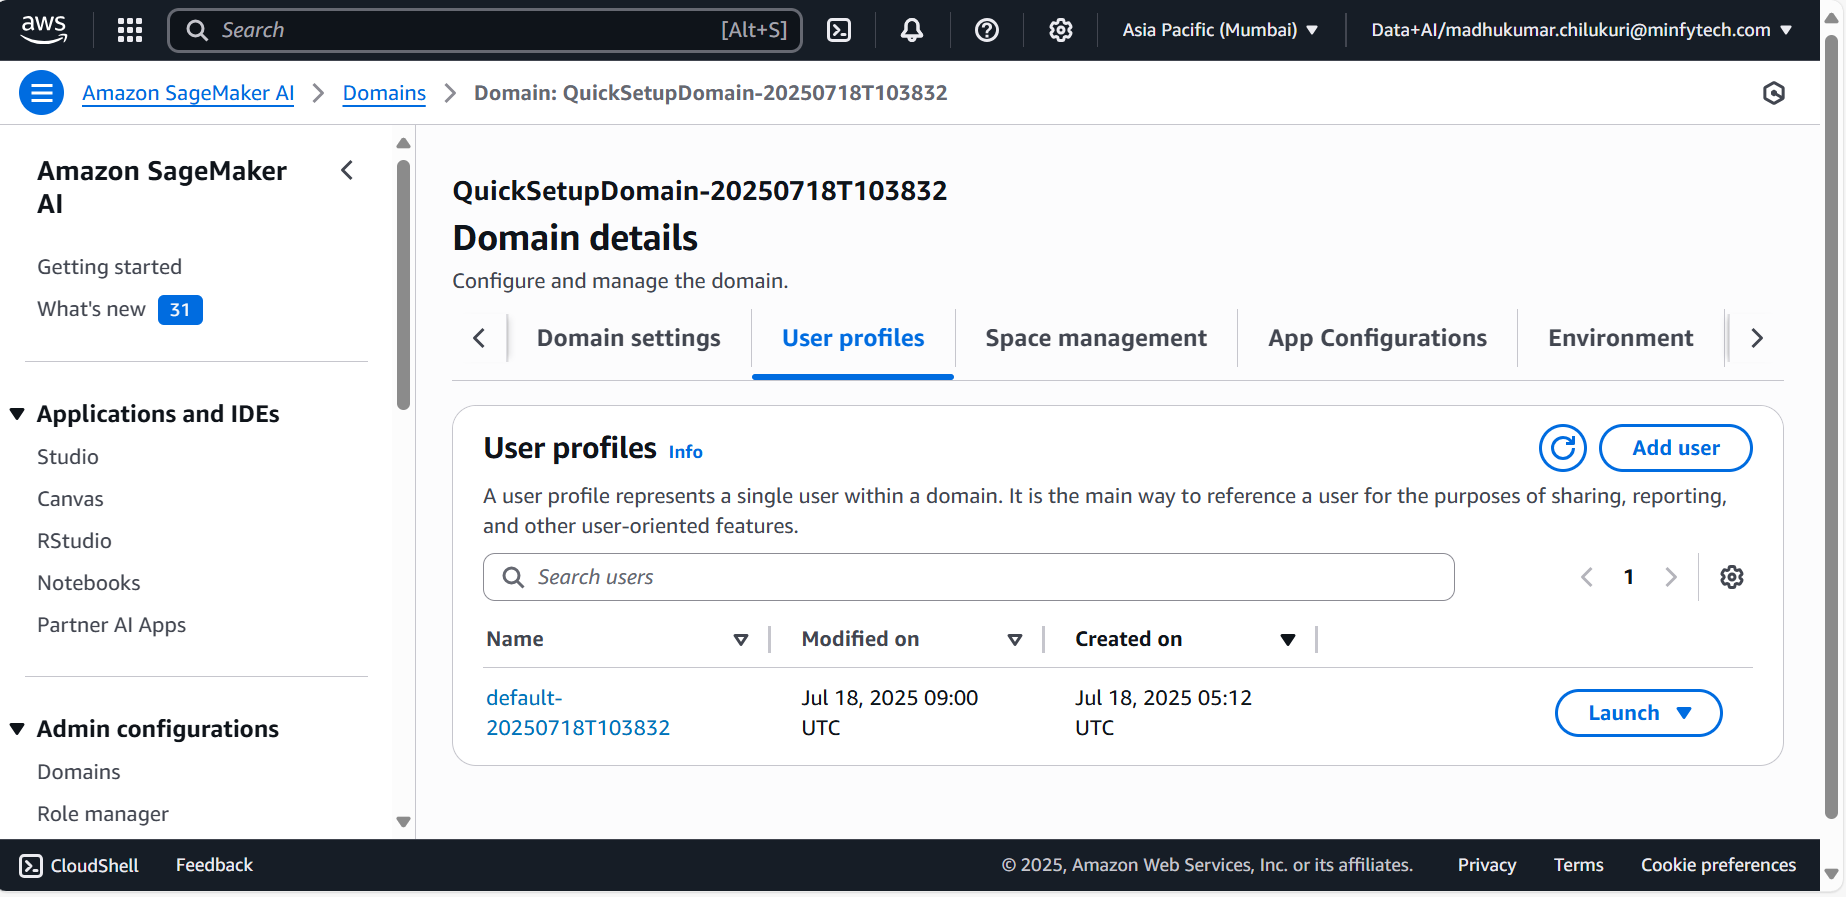 aws
Search [Alt+S]
Asia Pacific (Mumbai)
Data+AI/madhukumar.chilukuri@minfytech.com
Amazon SageMaker AI
Domains
Domain: QuickSetupDomain-20250718T103832
Amazon SageMaker
AI
Getting started
What's new 31
Applications and IDEs
Studio
Canvas
RStudio
Notebooks
Partner AI Apps
Admin configurations
Domains
Role manager
QuickSetupDomain-20250718T103832
Domain details
Configure and manage the domain.
Domain settings
User profiles
Space management
App Configurations
Environment
User profiles Info
Add user
A user profile represents a single user within a domain. It is the main way to reference a user for the purposes of sharing, reporting,
and other user-oriented features.
Search users
1
Name
Modified on
Created on
default-
20250718T103832
Jul 18, 2025 09:00
UTC
Jul 18, 2025 05:12
UTC
Launch
CloudShell
Feedback
© 2025, Amazon Web Services, Inc. or its affiliates.
Privacy
Terms
Cookie preferences